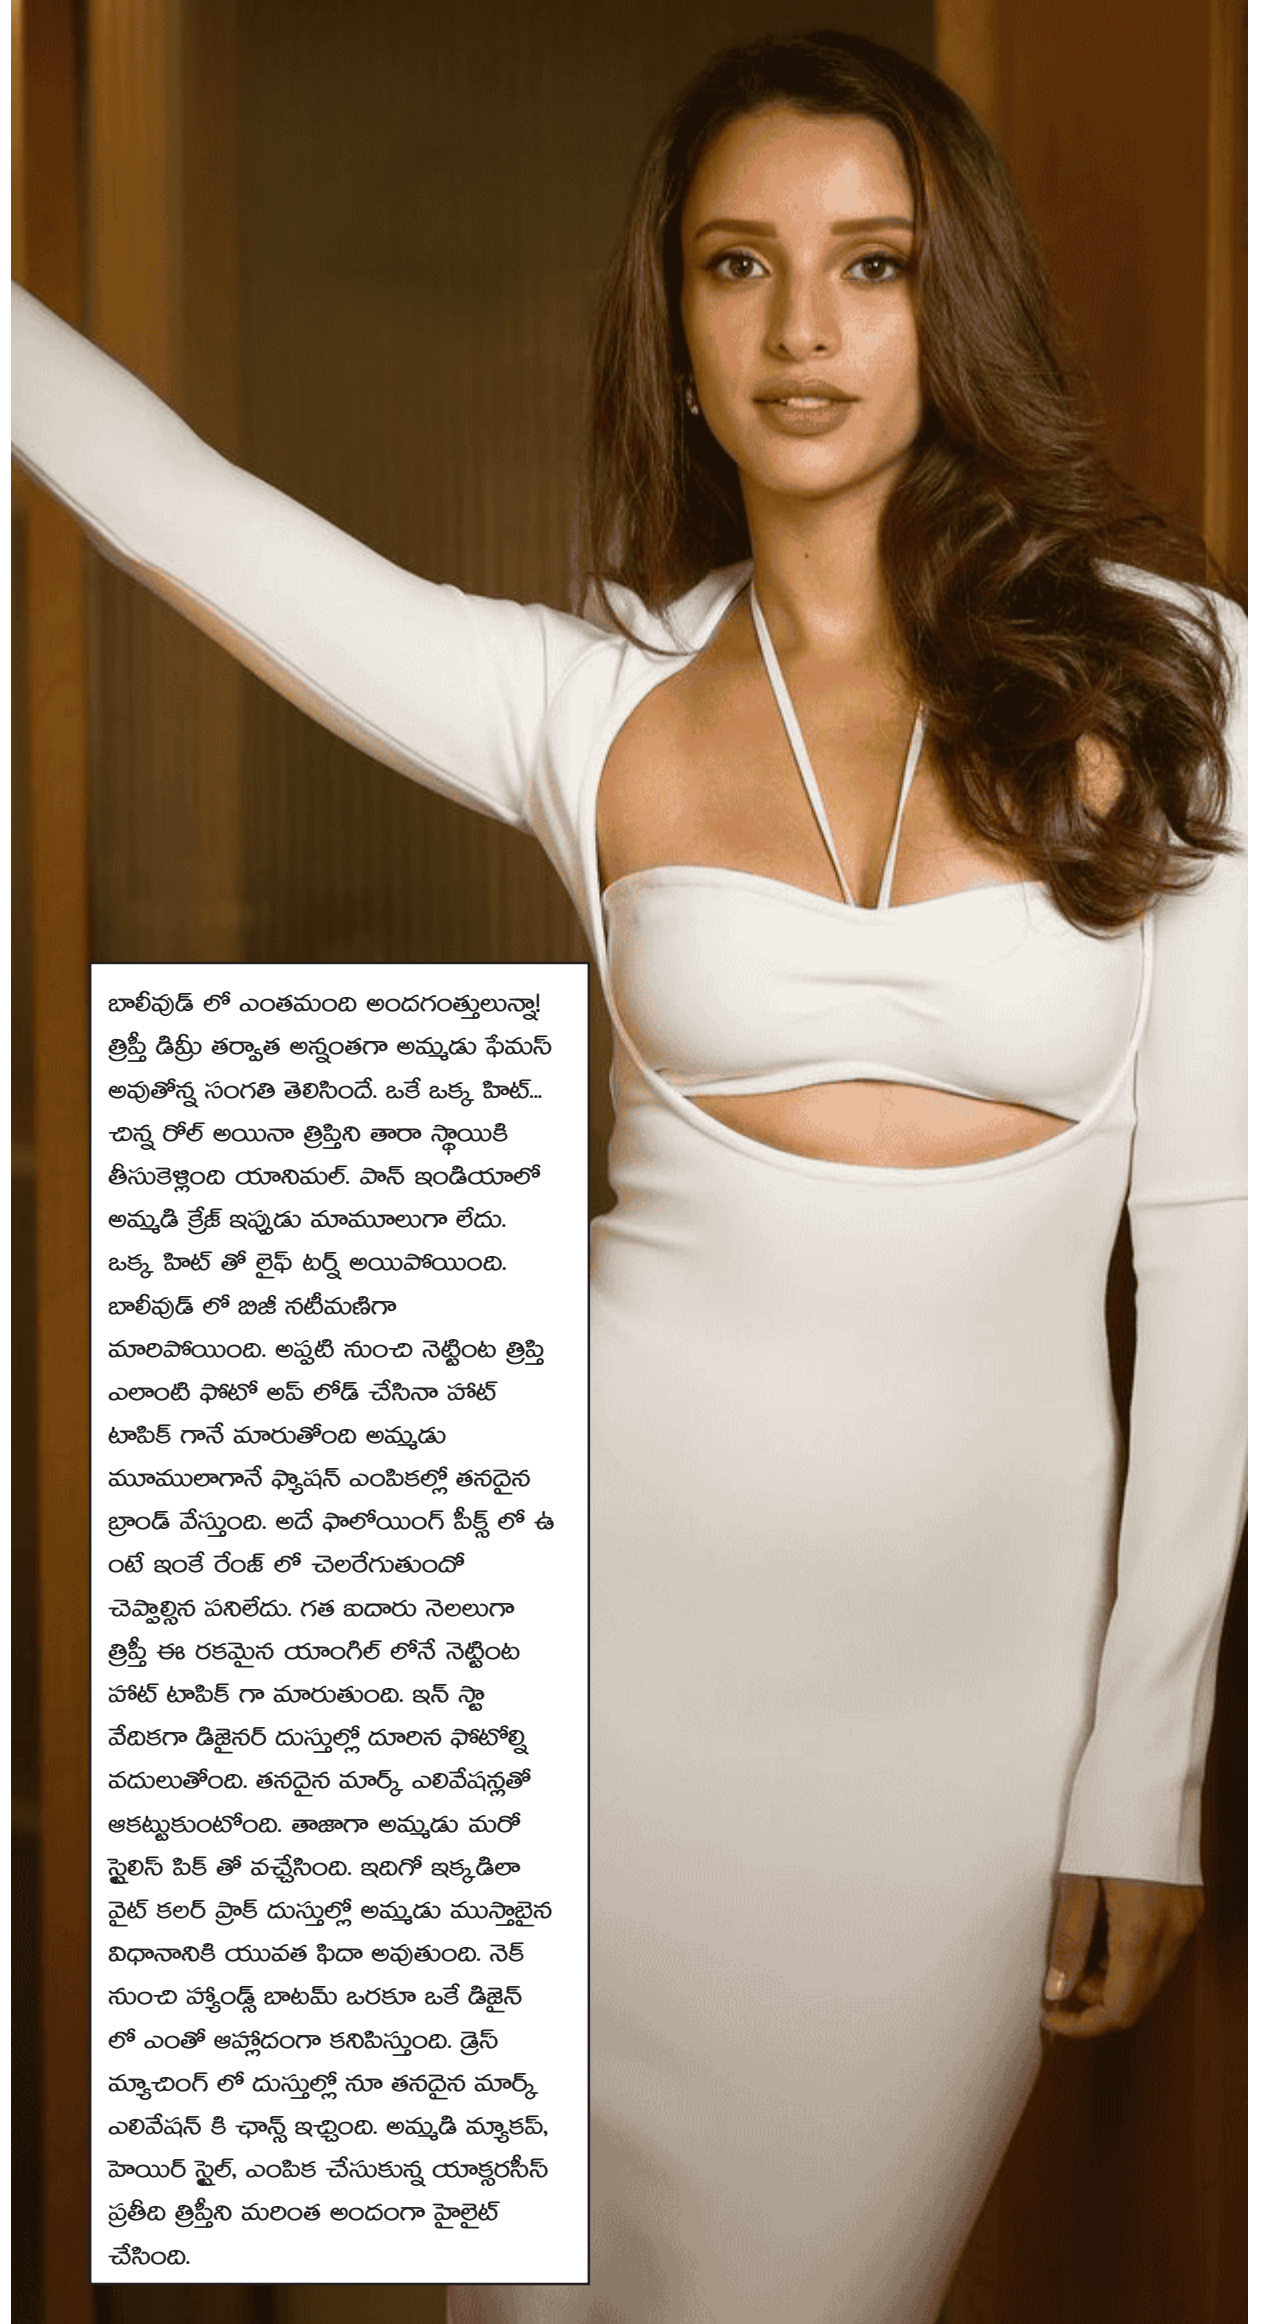 బాలీవుడ్ లో ఎంతమంది అందగంత్తులున్నా!
త్రిప్తీ డిమ్రీ తర్వాత అన్నంతగా అమ్మడు ఫేమస్
అవుతోన్న సంగతి తెలిసిందే. ఒకే ఒక్క హిట్...
చిన్న రోల్ అయినా త్రిప్తిని తారా స్థాయికి
తీసుకెళ్లింది యానిమల్. పాన్ ఇండియాలో
అమ్మడి క్రేజ్ ఇప్పుడు మామూలుగా లేదు.
ఒక్క హిట్ తో లైఫ్ టర్న్ అయిపోయింది.
బాలీవుడ్ లో బిజీ నటీమణిగా
మారిపోయింది. అప్పటి నుంచి నెట్టింట త్రిప్తి
ఎలాంటి ఫోటో అప్ లోడ్ చేసినా హాట్
టాపిక్ గానే మారుతోంది అమ్మడు
మూములాగానే ఫ్యాషన్ ఎంపికల్లో తనదైన
బ్రాండ్ వేస్తుంది. అదే ఫాలోయింగ్ పీక్స్ లో ఉ
ంటే ఇంకే రేంజ్ లో చెలరేగుతుందో
చెప్పాల్సిన పనిలేదు. గత ఐదారు నెలలుగా
త్రిప్తీ ఈ రకమైన యాంగిల్ లోనే నెట్టింట
హాట్ టాపిక్ గా మారుతుంది. ఇన్ స్టా
వేదికగా డిజైనర్ దుస్తుల్లో దూరిన ఫోటోల్ని
వదులుతోంది. తనదైన మార్క్ ఎలివేషన్లతో
ఆకట్టుకుంటోంది. తాజాగా అమ్మడు మరో
స్టైలిస్ పిక్ తో వచ్చేసింది. ఇదిగో ఇక్కడిలా
వైట్ కలర్ ప్రాక్ దుస్తుల్లో అమ్మడు ముస్తాబైన
విధానానికి యువత ఫిదా అవుతుంది. నెక్
నుంచి హ్యాండ్స్ బాటమ్ ఒరకూ ఒకే డిజైన్
లో ఎంతో ఆహ్లాదంగా కనిపిస్తుంది. డ్రెస్
మ్యాచింగ్ లో దుస్తుల్లో నూ తనదైన మార్క్
ఎలివేషన్ కి ఛాన్స్ ఇచ్చింది. అమ్మడి మ్యాకప్,
హెయిర్ స్టైల్, ఎంపిక చేసుకున్న యాక్సరసీస్
ప్రతీది త్రిప్తీని మరింత అందంగా హైలైట్
చేసింది.